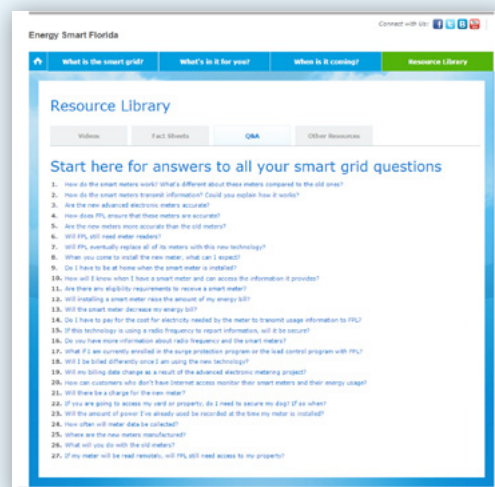 Connect with Us:
Energy Smart Florida
What is the smart grid?
What's in it for you?
When is it coming?
Resource Library
Resource Library
Videos
Fact Sheets
Q&A
Other Resources
Start here for answers to all your smart grid questions
1. How do the smart meters work? What's different about these meters compared to the old ones?
2. How do the smart meters transmit information? Could you explain how it works?
3. Are the new advanced electronic meters accurate?
4. How does FPL ensure that these meters are accurate?
5. Are the new meters more accurate than the old meters?
6. Will FPL still need meter readers?
7. Will FPL eventually replace all of its meters with this new technology?
8. When you come to install the new meter, what can I expect?
9. Do I have to be at home when the smart meter is installed?
10. How will I know when I have a smart meter and can access the information it provides?
11. Are there any eligibility requirements to receive a smart meter?
12. Will installing a smart meter raise the amount of my energy bill?
13. Will the smart meter decrease my energy bill?
14. Do I have to pay for the cost for electricity needed by the meter to transmit usage information to FPL?
15. If this technology is using a radio frequency to report information, will it be secure?
16. Do you have more information about radio frequency and the smart meters?
17. What if I am currently enrolled in the surge protection program or the load control program with FPL?
18. Will I be billed differently once I am using the new technology?
19. Will my billing date change as a result of the advanced electronic metering project?
20. How can customers who don't have Internet access monitor their smart meters and their energy usage?
21. Will there be a charge for the new meter?
22. If you are going to access my yard or property, do I need to secure my dog? If so when?
23. Will the amount of power I've already used be recorded at the time my meter is installed?
24. How often will meter data be collected?
25. Where are the new meters manufactured?
26. What will you do with the old meters?
27. If my meter will be read remotely, will FPL still need access to my property?